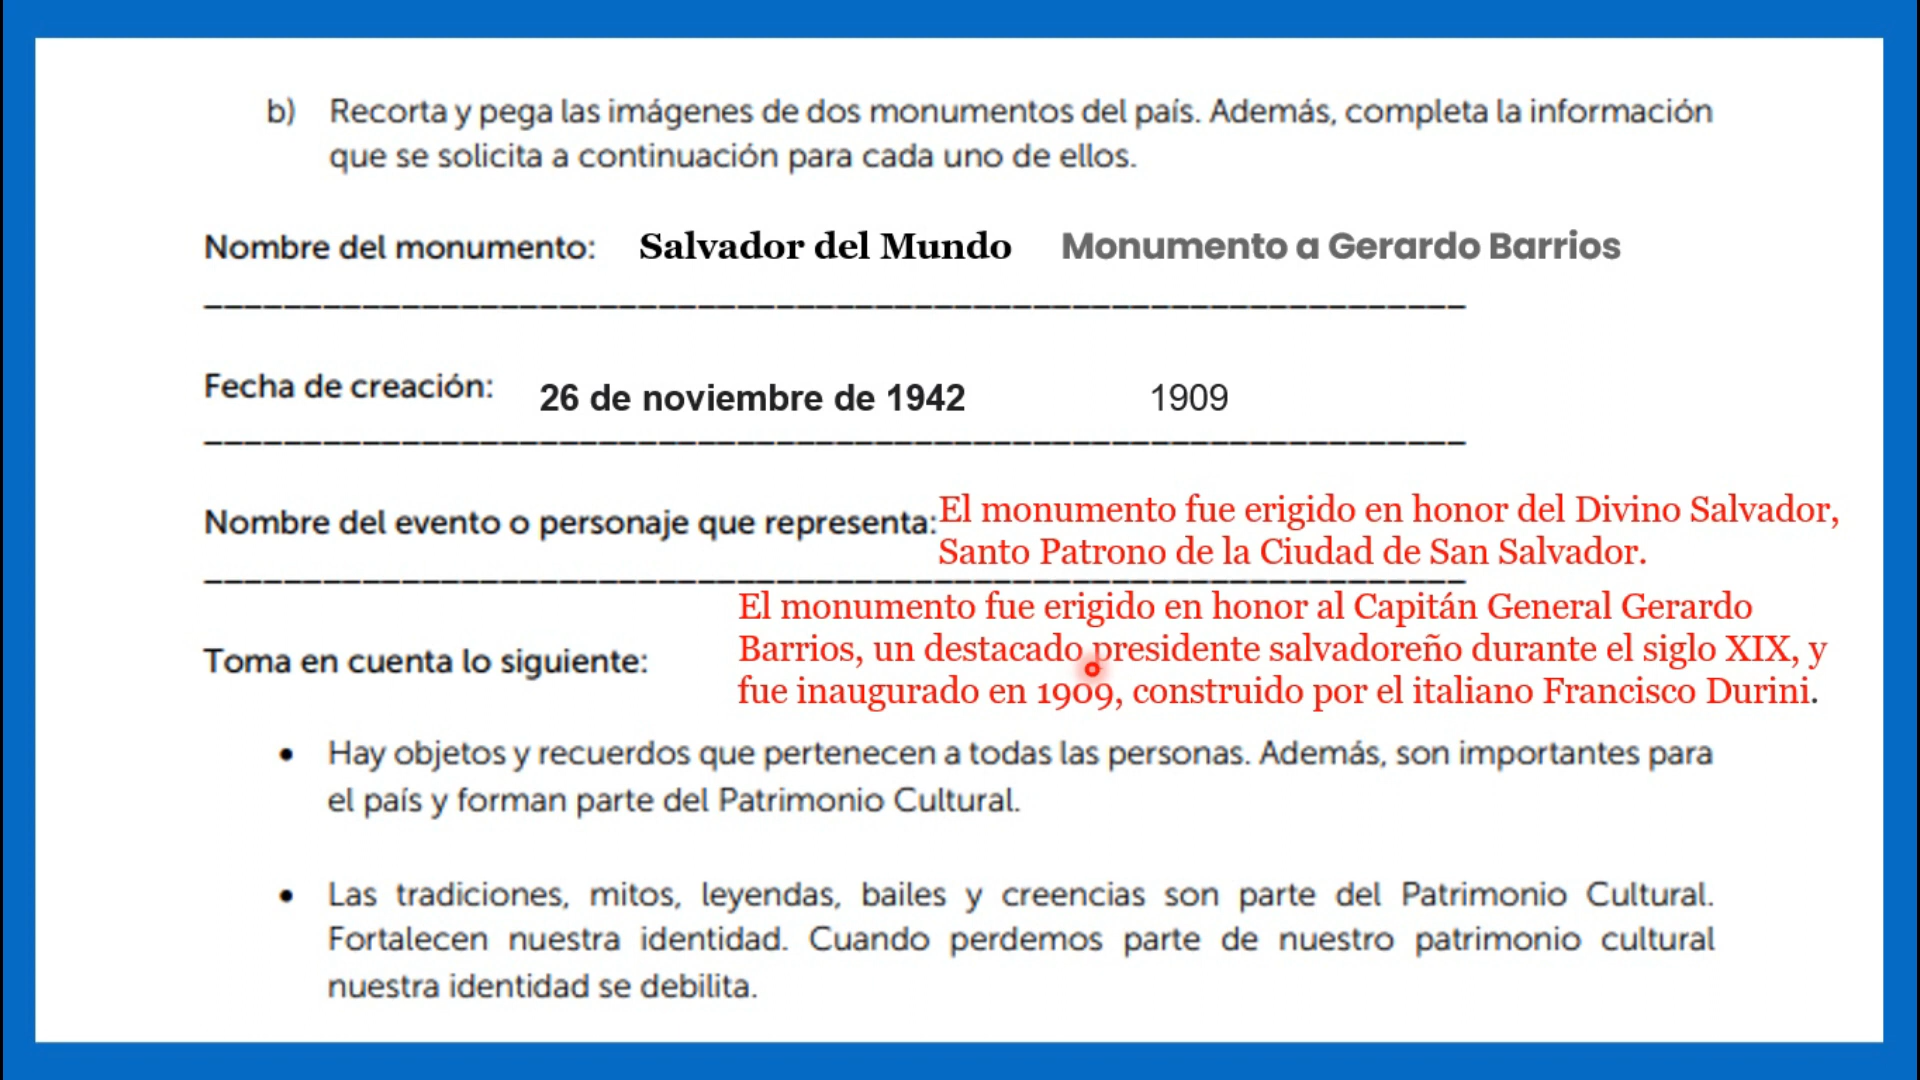 b) Recorta y pega las imágenes de dos monumentos del país. Además, completa la información
que se solicita a continuación para cada uno de ellos.
Nombre del monumento: Salvador del Mundo Monumento a Gerardo Barrios
Fecha de creación: 26 de noviembre de 1942 1909
Nombre del evento o personaje que representa: El monumento fue erigido en honor del Divino Salvador,
Santo Patrono de la Ciudad de San Salvador.
El monumento fue erigido en honor al Capitán General Gerardo
Barrios, un destacado presidente salvadoreño durante el siglo XIX, y
fue inaugurado en 1909, construido por el italiano Francisco Durini.
Toma en cuenta lo siguiente:
• Hay objetos y recuerdos que pertenecen a todas las personas. Además, son importantes para
el país y forman parte del Patrimonio Cultural.
• Las tradiciones, mitos, leyendas, bailes y creencias son parte del Patrimonio Cultural.
Fortalecen nuestra identidad. Cuando perdemos parte de nuestro patrimonio cultural
nuestra identidad se debilita.